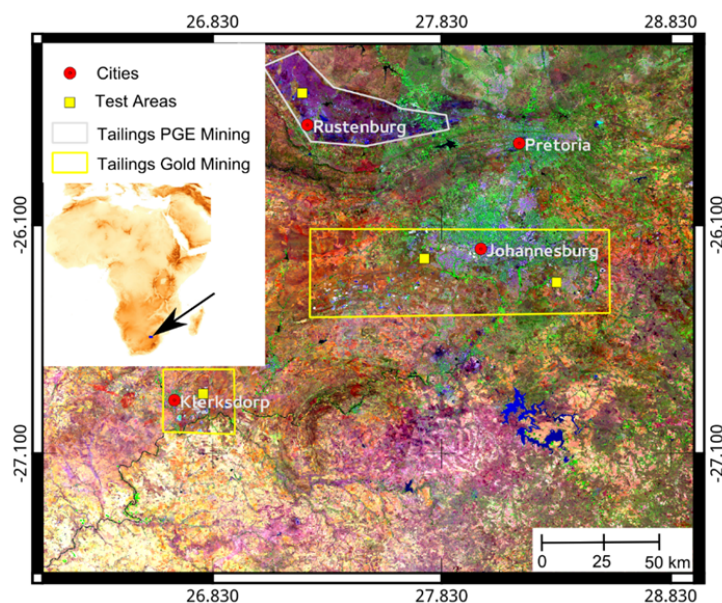 26.830 27.830 28.830
Cities
Test Areas
Tailings PGE Mining
Tailings Gold Mining
Rustenburg
Pretoria
-26.100 -26.100
Johannesburg
Klerksdorp
-27.100 -27.100
0 25 50 km
26.830 27.830 28.830